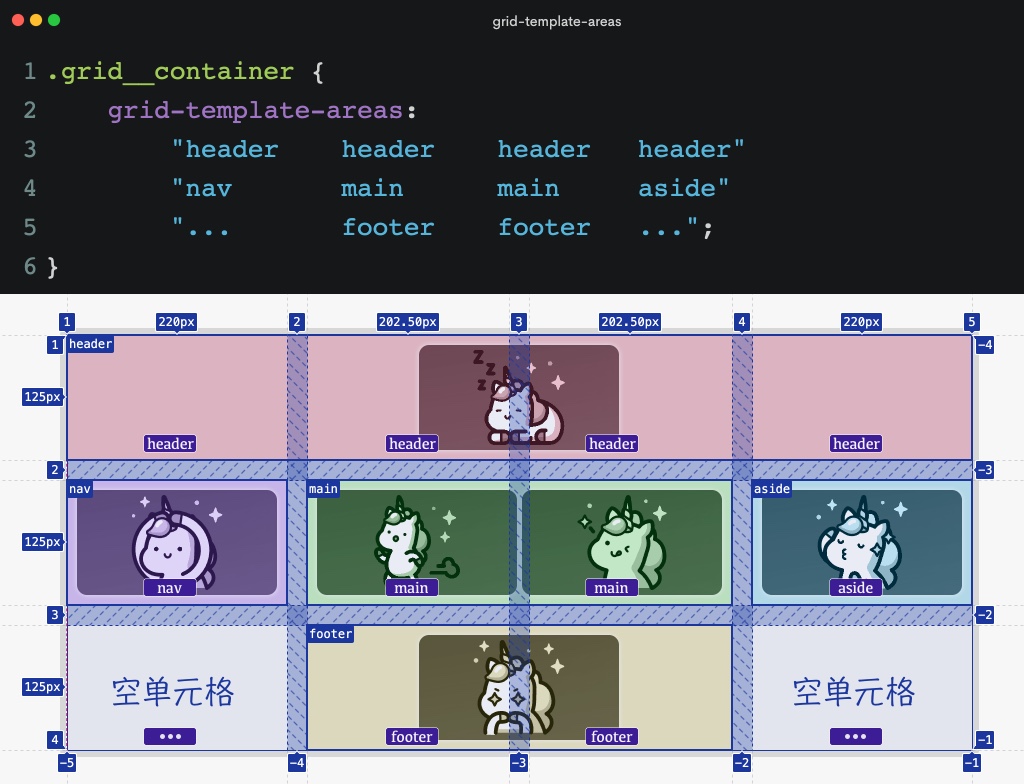 grid-template-areas
1 .grid__container {
2 grid-template-areas:
3 "header header header header"
4 "nav main main aside"
5 "... footer footer ...";
6 }
1 220px 2 202.50px 3 202.50px 4 220px 5
1 header -4
z
z
z
125px
header header header header
2 -3
nav main aside
125px
nav main main aside
3 -2
footer
125px 空单元格 空单元格
••• footer footer •••
4 -1
-5 -4 -3 -2 -1